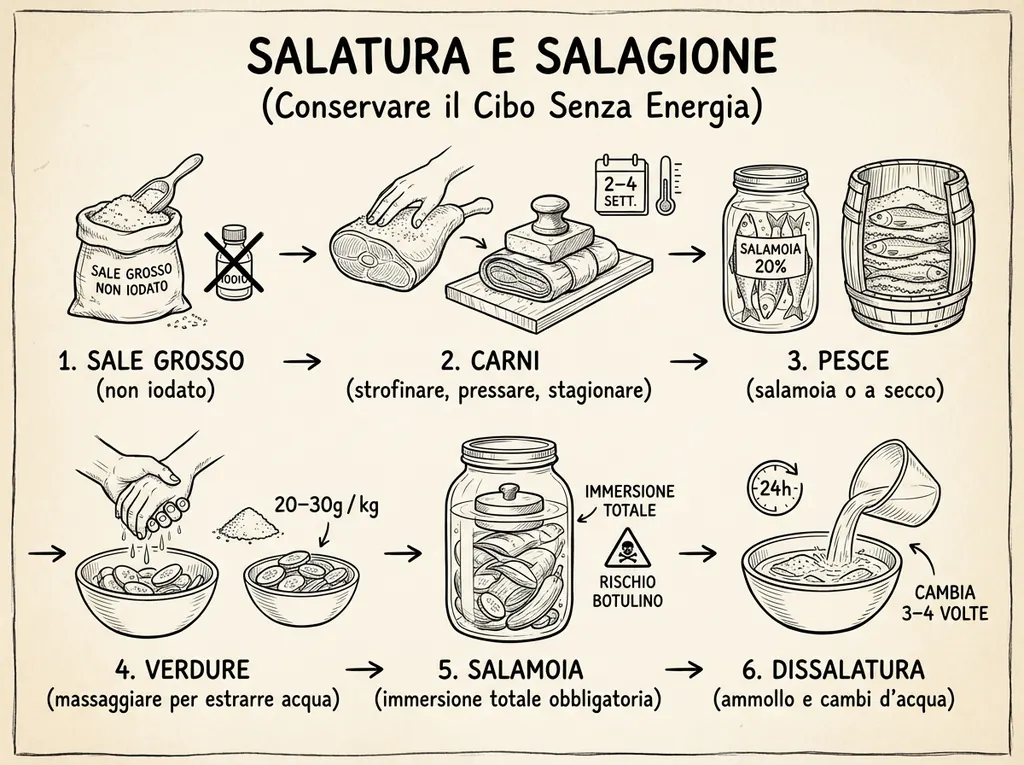 SALATURA E SALAGIONE
(Conservare il Cibo Senza Energia)
SALE GROSSO
NON IODATO
2–4
SETT.
SALAMOIA
20%
1. SALE GROSSO
(non iodato)
2. CARNI
(strofinare, pressare, stagionare)
3. PESCE
(salamoia o a secco)
20–30g/kg
IMMERSIONE
TOTALE
RISCHIO
BOTULINO
24h
CAMBIA
3–4 VOLTE
4. VERDURE
(massaggiare per estrarre acqua)
5. SALAMOIA
(immersione totale obbligatoria)
6. DISSALATURA
(ammollo e cambi d'acqua)